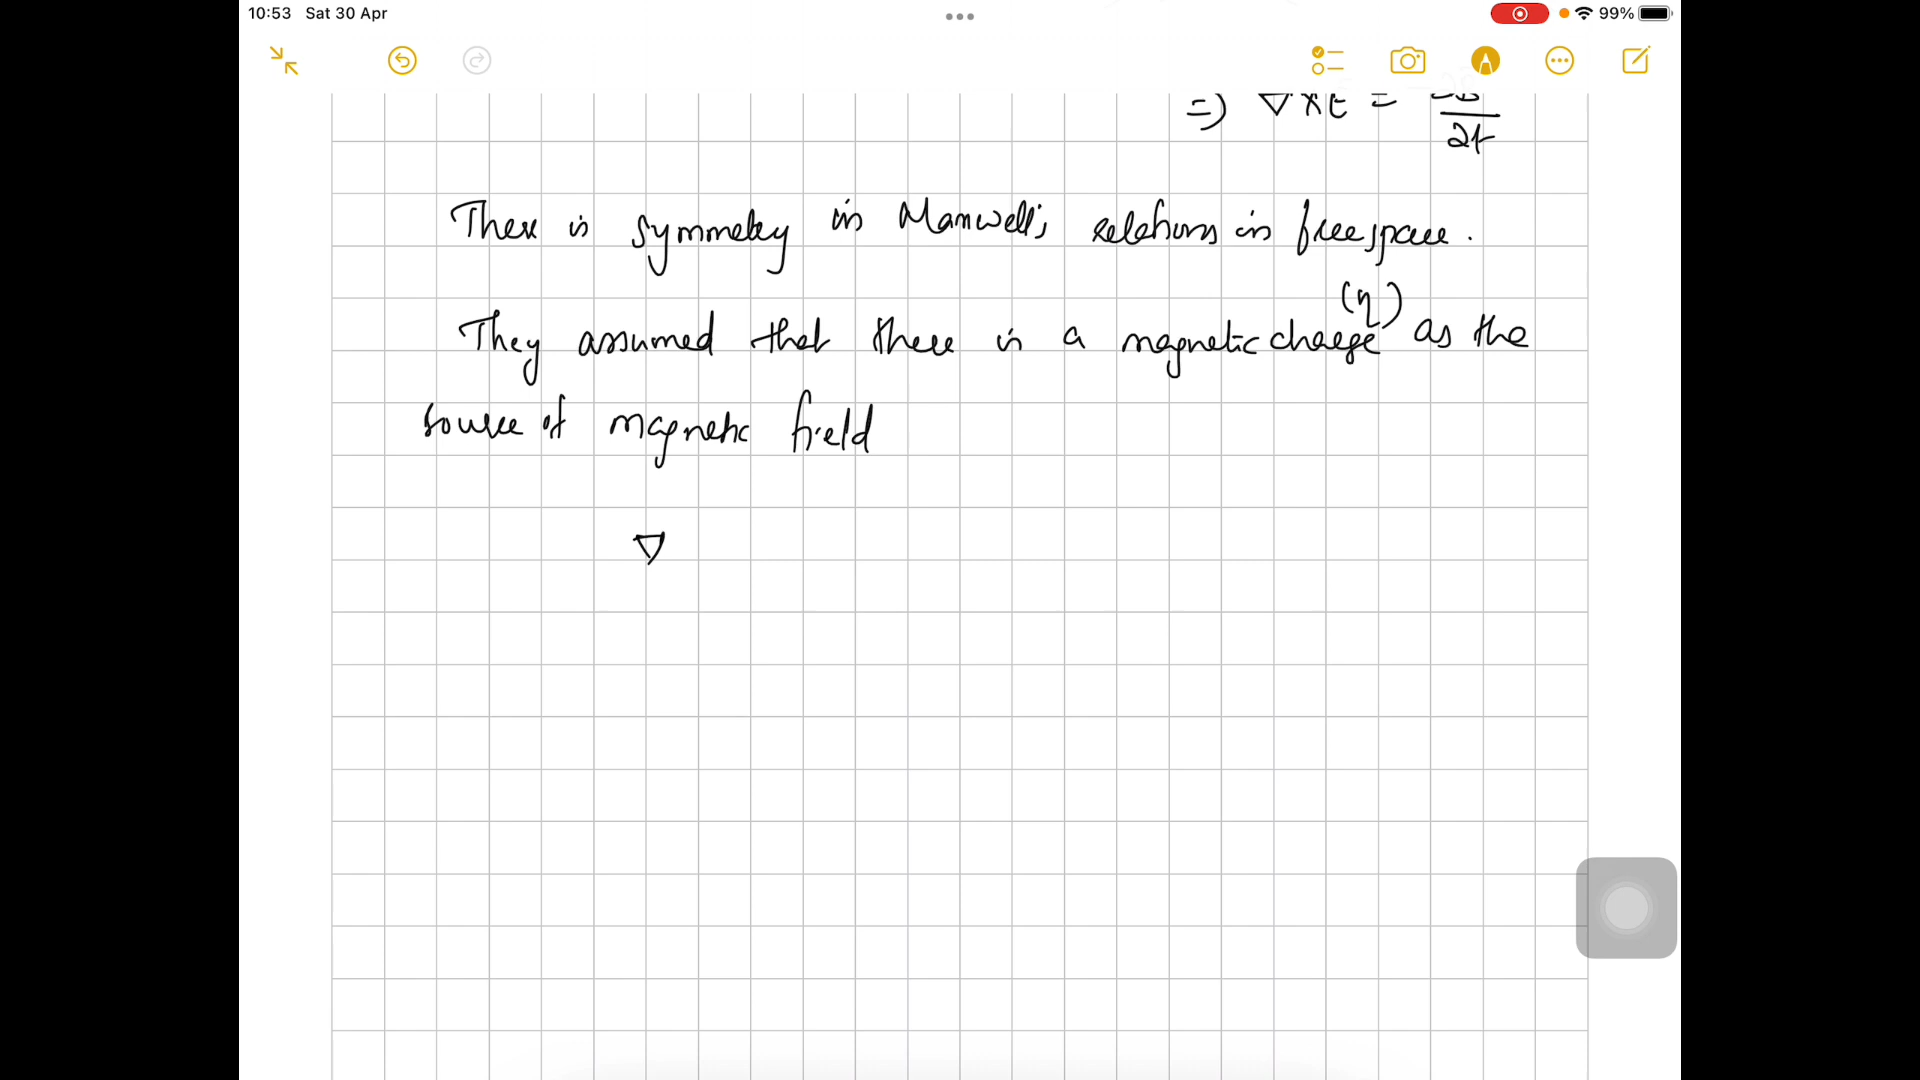 10:53 Sat 30 Apr 99%
=) ∇×E =
∂t
There is symmetry in Maxwell's relations in free space.
(η)
They assumed that there is a magnetic charge as the
source of magnetic field
∇